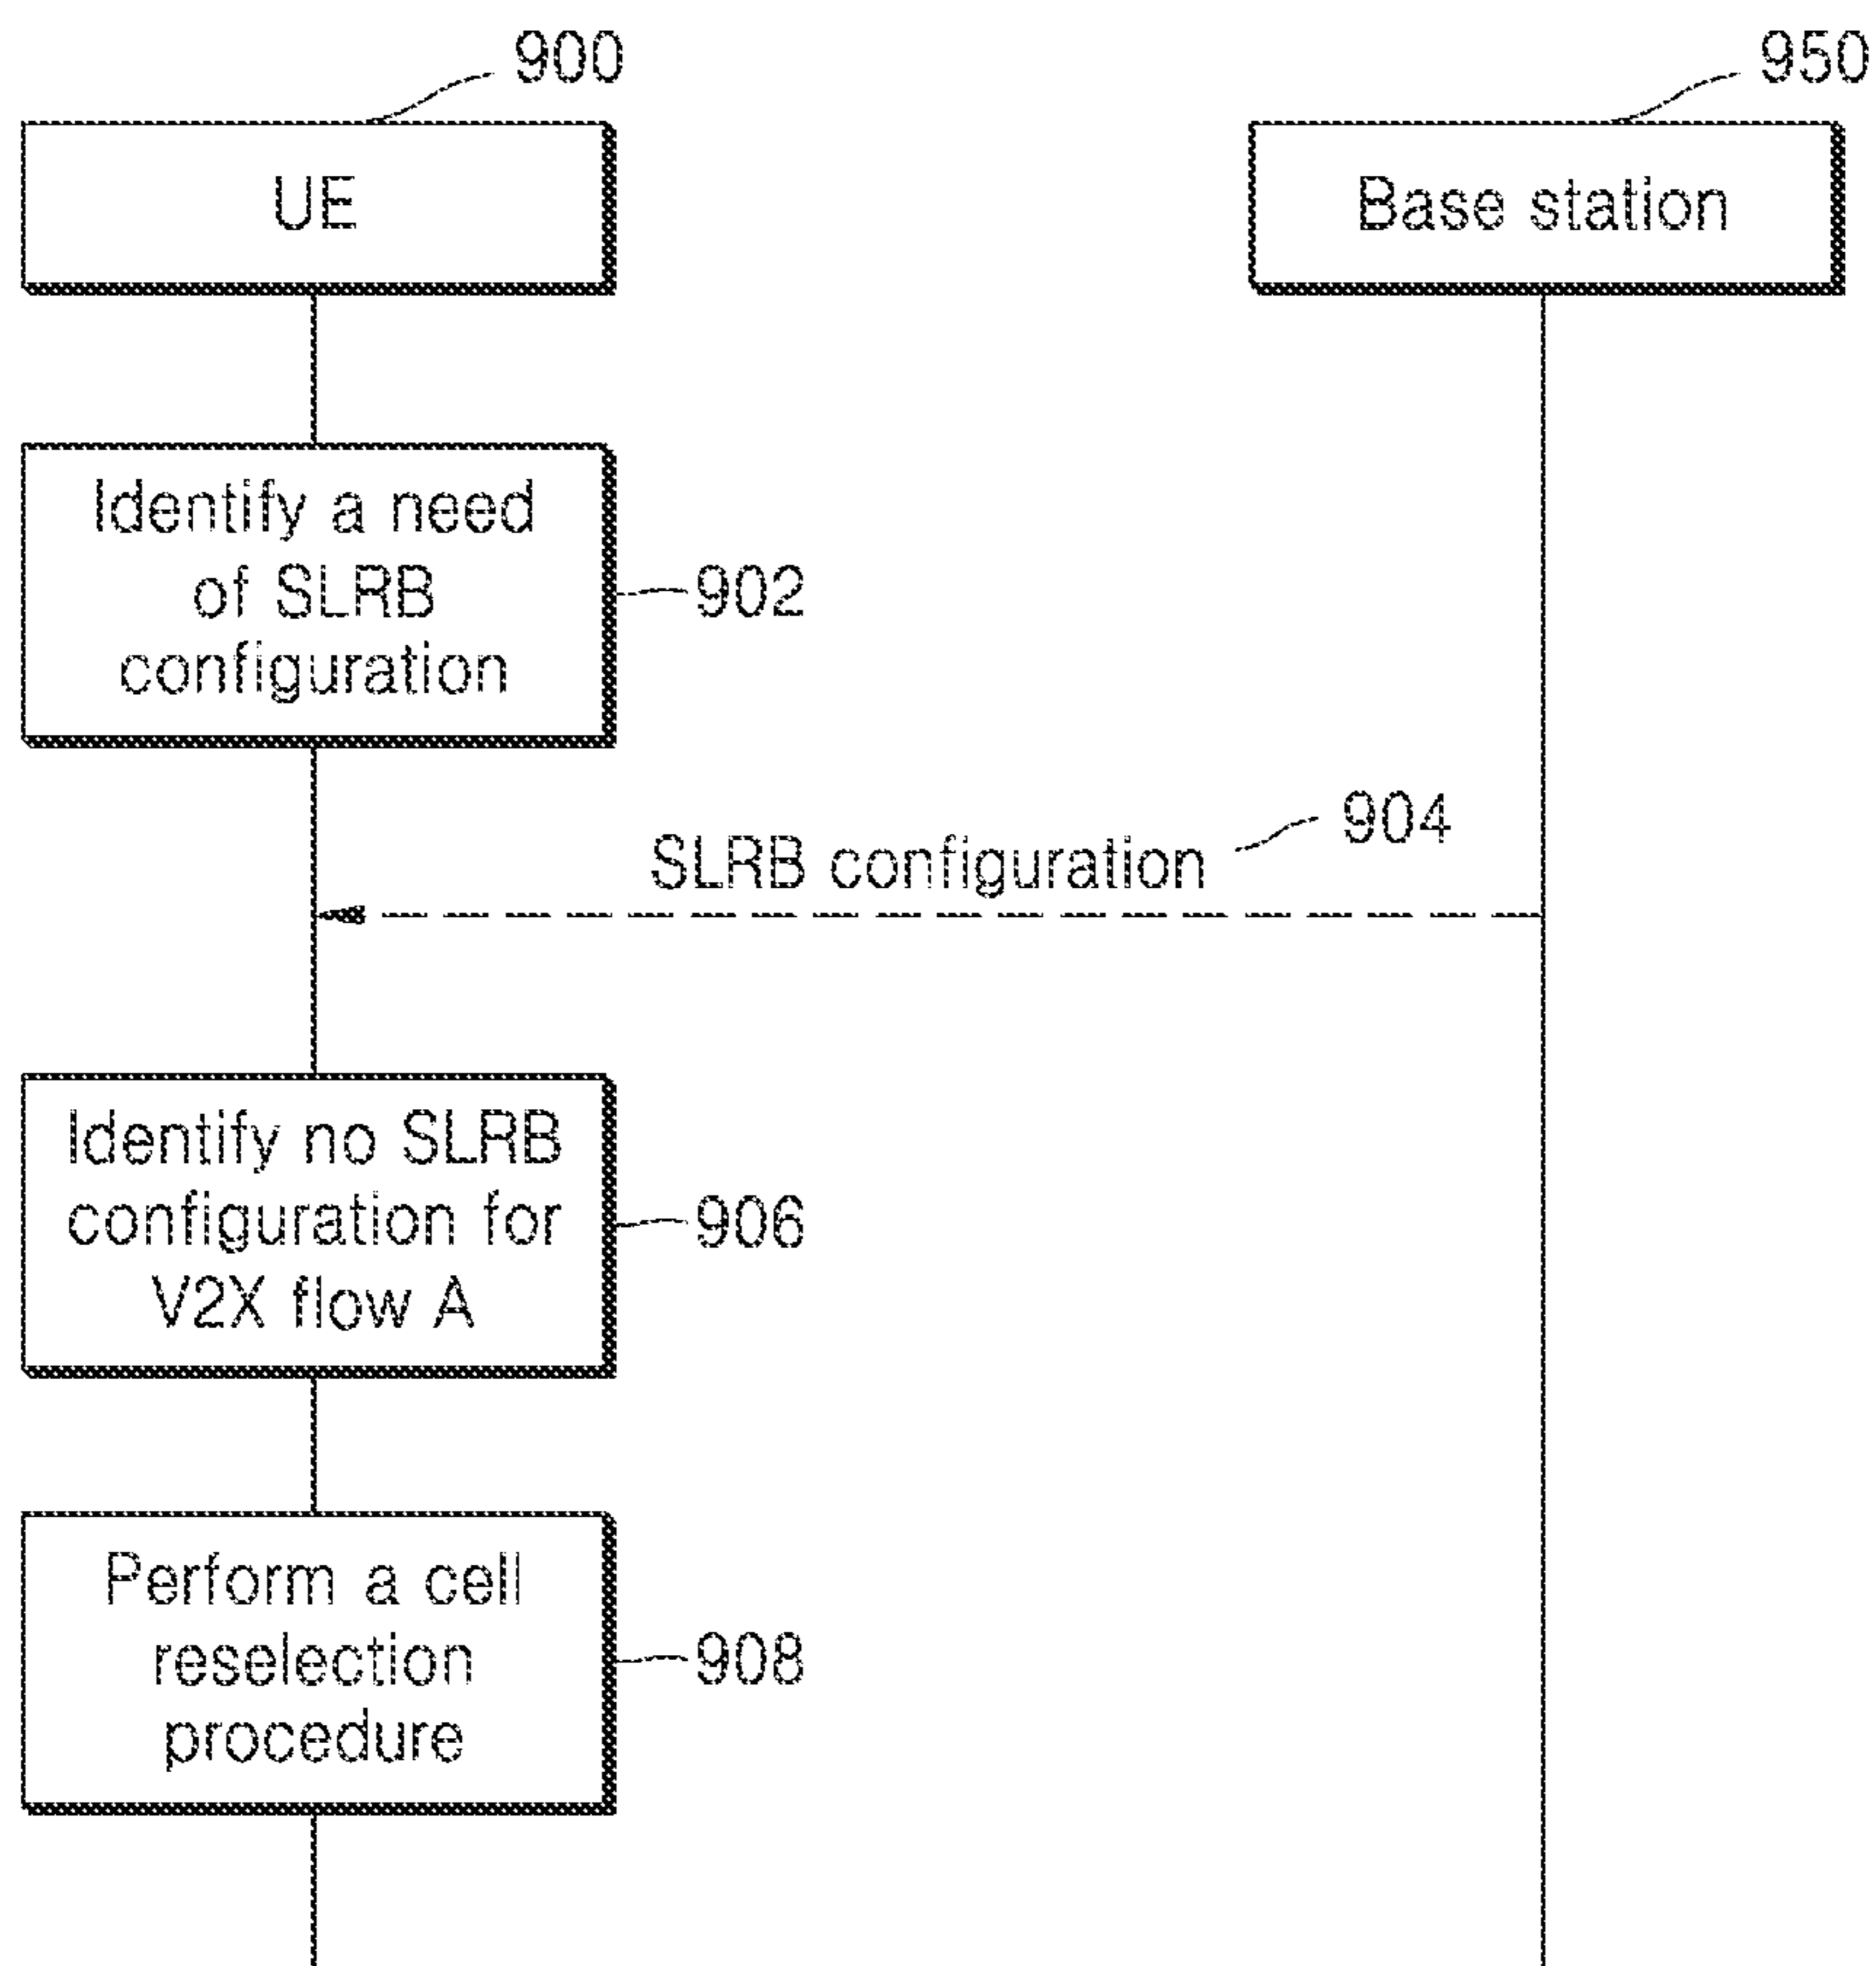 900
950
UE
Base station
Identify a need
of SLRB
configuration
902
904
SLRB configuration
Identify no SLRB
configuration for
V2X flow A
906
Perform a cell
reselection
procedure
908